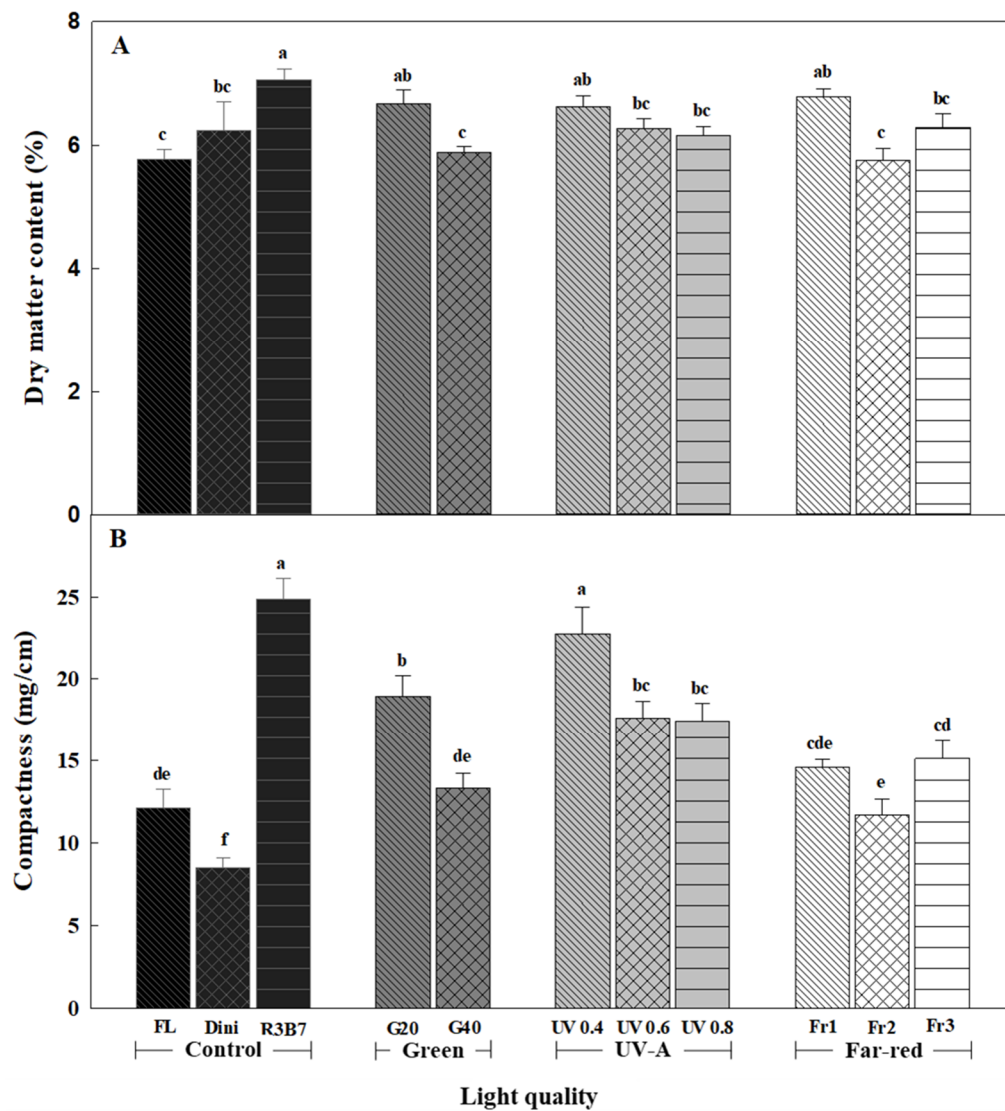 A
Dry matter content (%)
8
6
4
2
0
c bc a ab c ab bc bc ab c bc
B
Compactness (mg/cm)
25
20
15
10
5
0
de f a b de a bc bc cde e cd
FL Dini R3B7 G20 G40 UV 0.4 UV 0.6 UV 0.8 Fr1 Fr2 Fr3
Control Green UV-A Far-red
Light quality